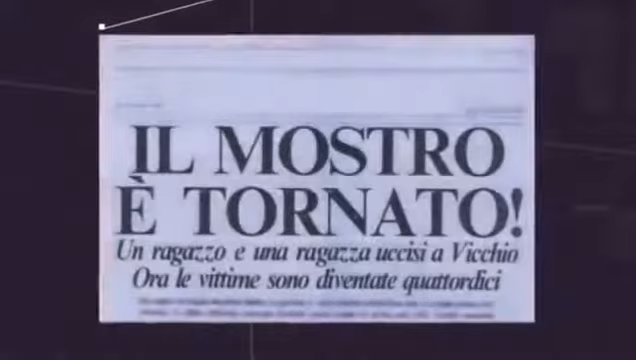 IL MOSTRO
È TORNATO!
Un ragazzo e una ragazza uccisi a Vicchio
Ora le vittime sono diventate quattordici